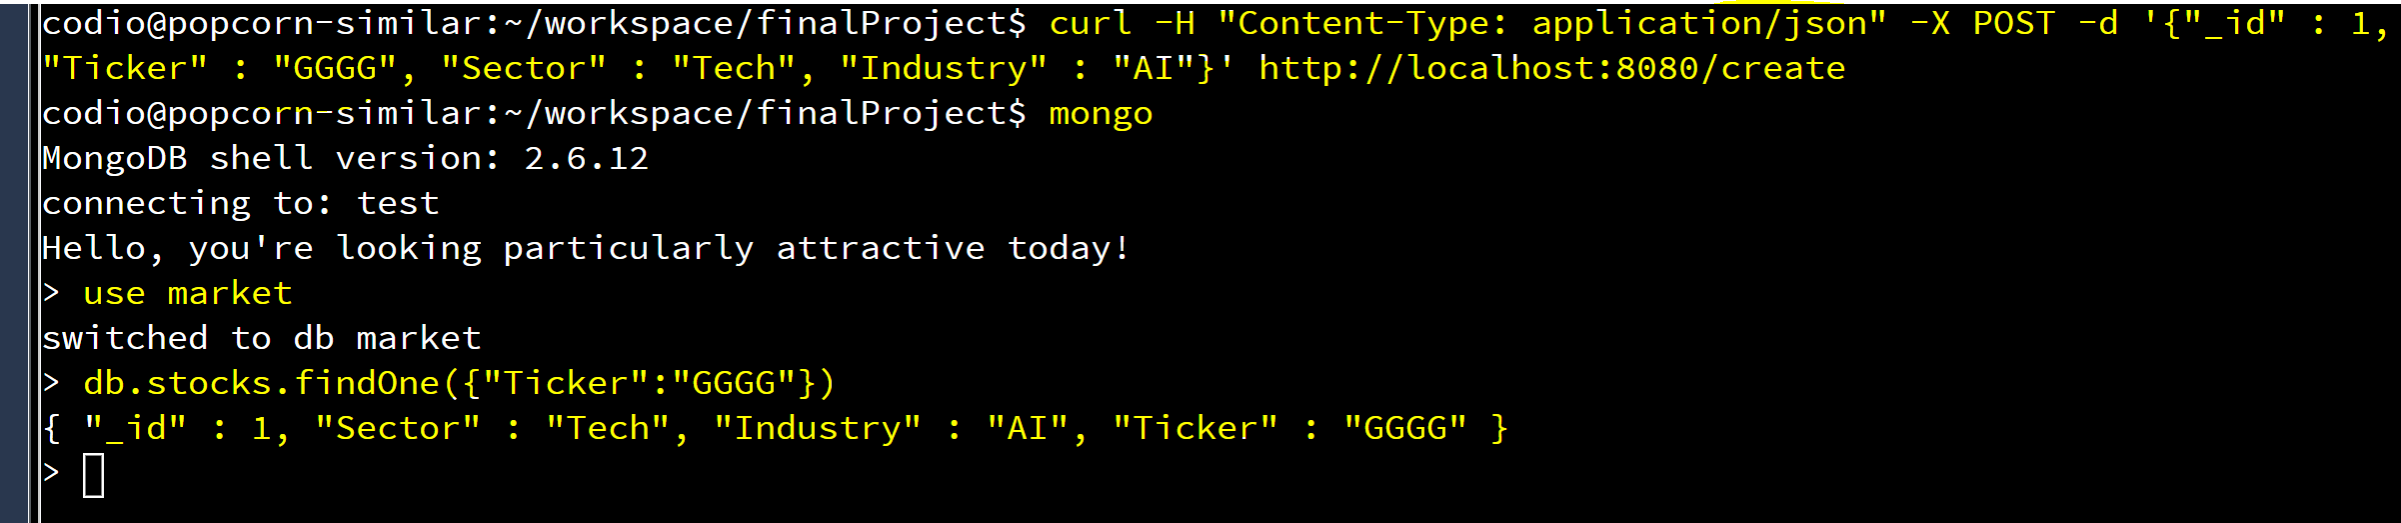 codio@popcorn-similar:~/workspace/finalProject$ curl -H "Content-Type: application/json" -X POST -d '{"_id" : 1,
"Ticker" : "GGGG", "Sector" : "Tech", "Industry" : "AI"}' http://localhost:8080/create
codio@popcorn-similar:~/workspace/finalProject$ mongo
MongoDB shell version: 2.6.12
connecting to: test
Hello, you're looking particularly attractive today!
> use market
switched to db market
> db.stocks.findOne({"Ticker":"GGGG"})
{ "_id" : 1, "Sector" : "Tech", "Industry" : "AI", "Ticker" : "GGGG" }
>